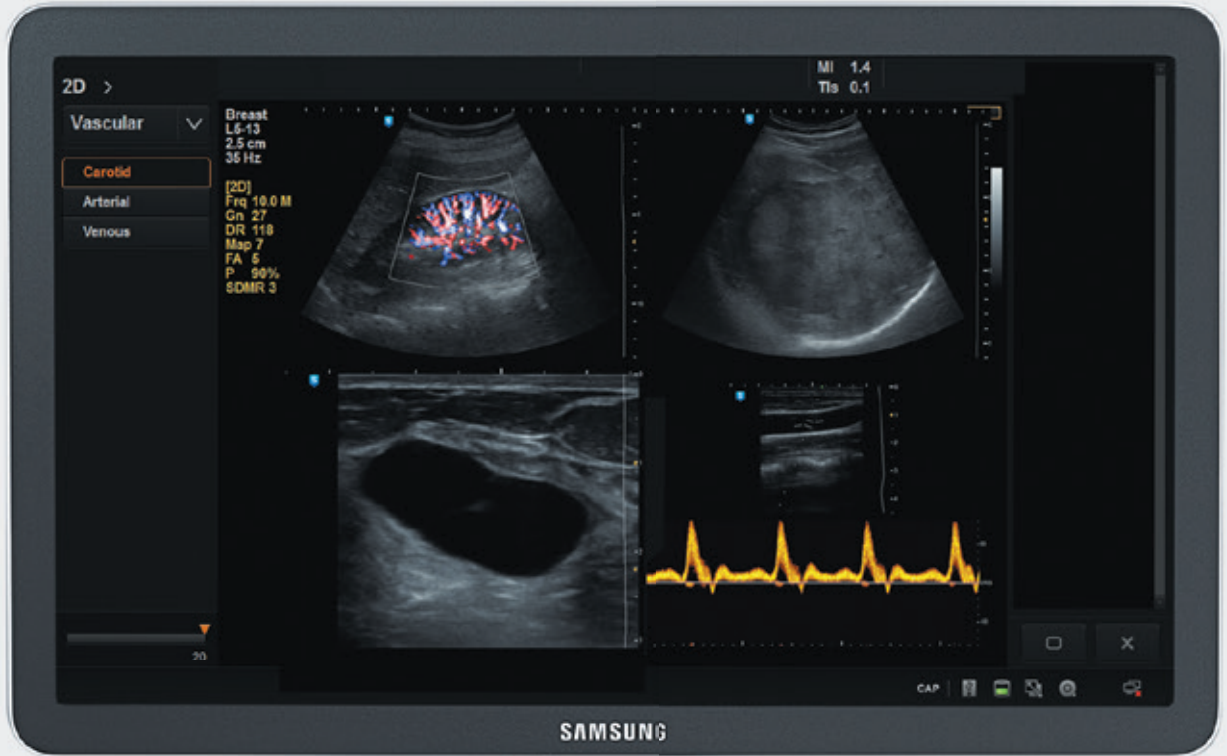 2D >
Vascular
Carotid
Arterial
Venous
20
Breast
L5-13
2.5 cm
35 Hz
[2D]
Frq 10.0 M
Gn 27
DR 118
Map 7
FA 5
P 90%
SDMR 3
MI 1.4
TIs 0.1
CAP
SAMSUNG